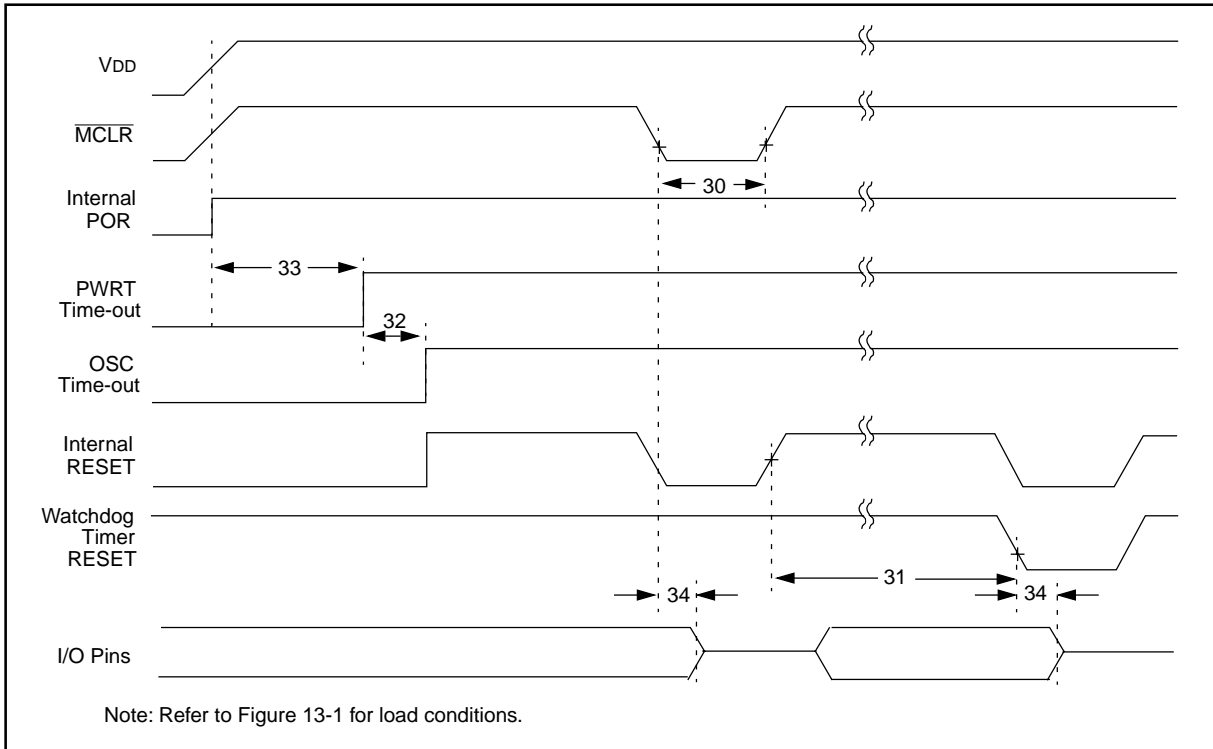 VDD
MCLR
30
Internal
POR
33
PWRT
Time-out
32
OSC
Time-out
Internal
RESET
Watchdog
Timer
RESET
31
34
34
I/O Pins
Note: Refer to Figure 13-1 for load conditions.